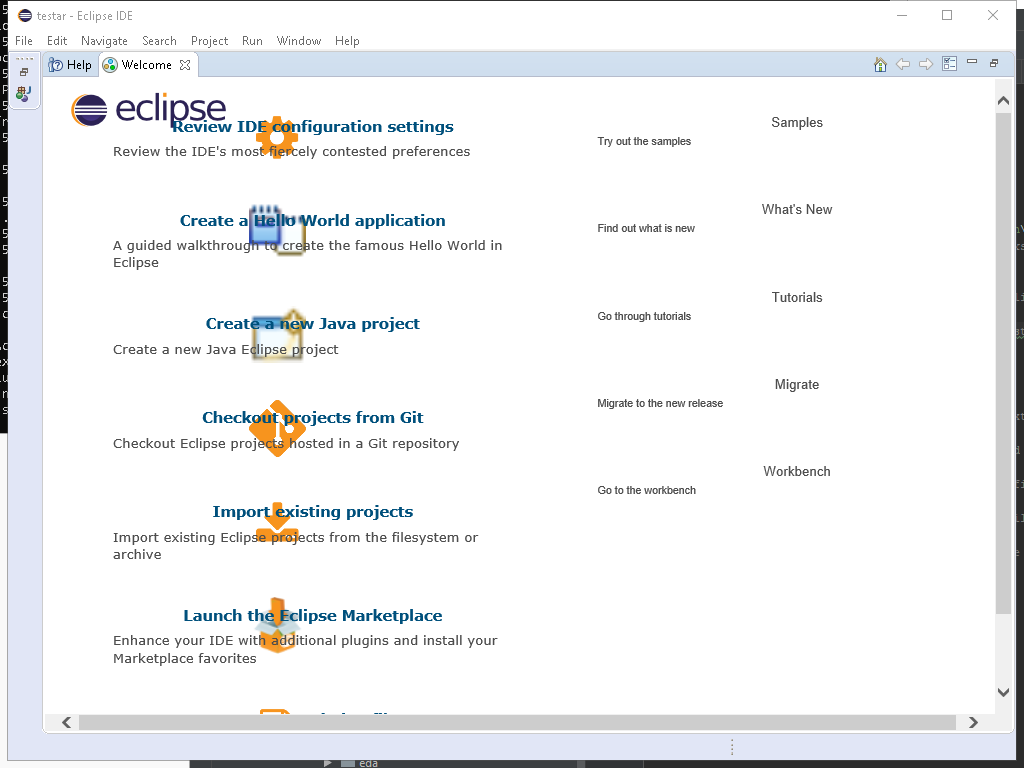 testar - Eclipse IDE
File Edit Navigate Search Project Run Window Help
Help Welcome
eclipse
Review IDE configuration settings
Review the IDE's most fiercely contested preferences
Create a Hello World application
A guided walkthrough to create the famous Hello World in
Eclipse
Create a new Java project
Create a new Java Eclipse project
Checkout projects from Git
Checkout Eclipse projects hosted in a Git repository
Import existing projects
Import existing Eclipse projects from the filesystem or
archive
Launch the Eclipse Marketplace
Enhance your IDE with additional plugins and install your
Marketplace favorites
Samples
Try out the samples
What's New
Find out what is new
Tutorials
Go through tutorials
Migrate
Migrate to the new release
Workbench
Go to the workbench
eda